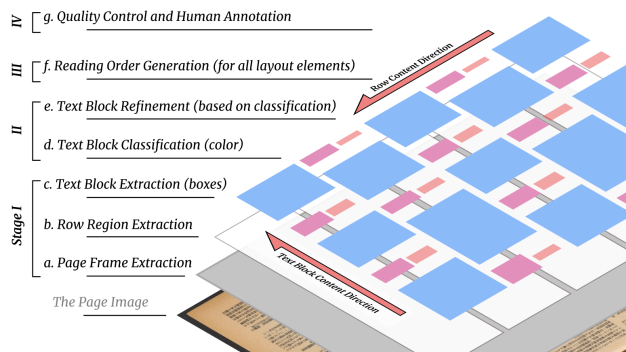 IV
g. Quality Control and Human Annotation
III
f. Reading Order Generation (for all layout elements)
II
e. Text Block Refinement (based on classification)
d. Text Block Classification (color)
Stage I
c. Text Block Extraction (boxes)
b. Row Region Extraction
a. Page Frame Extraction
The Page Image
Row Content Direction
Text Block Content Direction